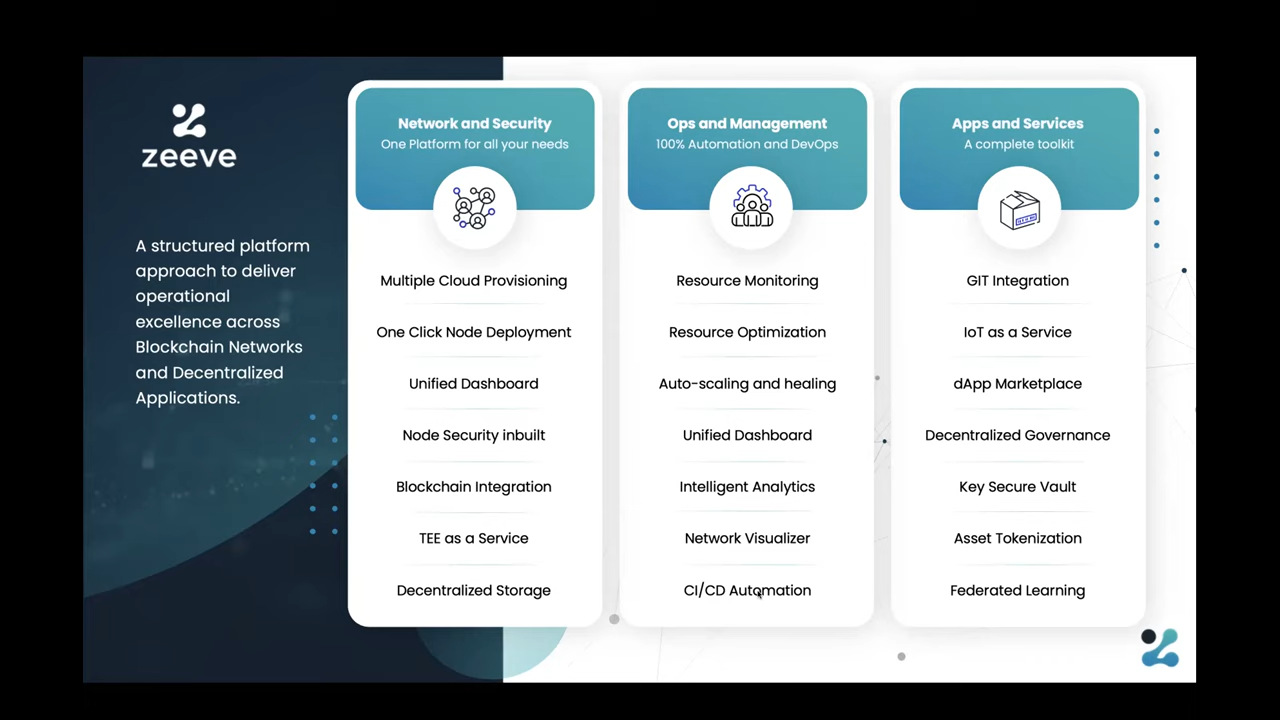 zeeve
A structured platform
approach to deliver
operational
excellence across
Blockchain Networks
and Decentralized
Applications.
Network and Security
One Platform for all your needs
Multiple Cloud Provisioning
One Click Node Deployment
Unified Dashboard
Node Security inbuilt
Blockchain Integration
TEE as a Service
Decentralized Storage
Ops and Management
100% Automation and DevOps
Resource Monitoring
Resource Optimization
Auto-scaling and healing
Unified Dashboard
Intelligent Analytics
Network Visualizer
CI/CD Automation
Apps and Services
A complete toolkit
GIT Integration
IoT as a Service
dApp Marketplace
Decentralized Governance
Key Secure Vault
Asset Tokenization
Federated Learning